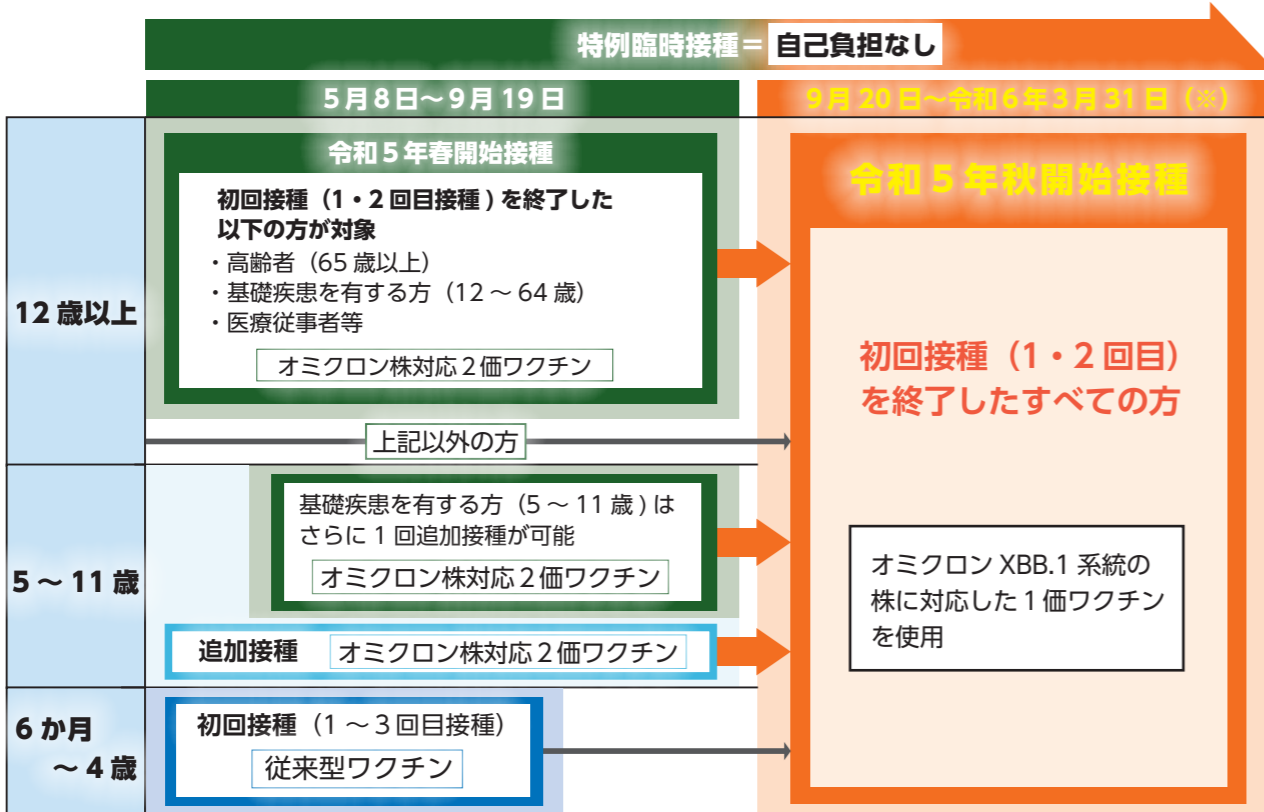 特例臨時接種＝ 自己負担なし
5月8日～9月19日
9月20日～令和6年3月31日（※）
12歳以上
令和5年春開始接種
初回接種（1・2回目接種）を終了した
以下の方が対象
・高齢者（65歳以上）
・基礎疾患を有する方（12～64歳）
・医療従事者等
オミクロン株対応2価ワクチン
上記以外の方
5～11歳
基礎疾患を有する方（5～11歳）は
さらに1回追加接種が可能
オミクロン株対応2価ワクチン
追加接種 オミクロン株対応2価ワクチン
6か月
～4歳
初回接種（1～3回目接種）
従来型ワクチン
令和5年秋開始接種
初回接種（1・2回目）
を終了したすべての方
オミクロンXBB.1系統の
株に対応した1価ワクチン
を使用